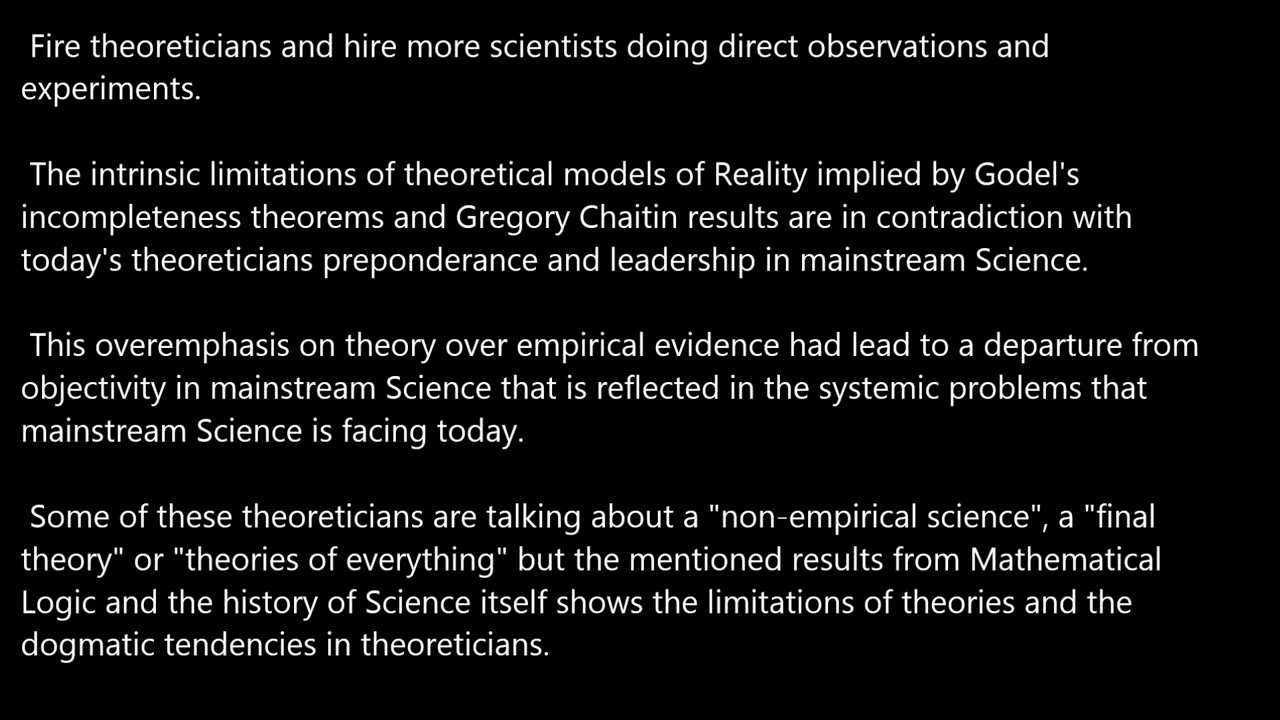 Fire theoreticians and hire more scientists doing direct observations and
experiments.
The intrinsic limitations of theoretical models of Reality implied by Godel's
incompleteness theorems and Gregory Chaitin results are in contradiction with
today's theoreticians preponderance and leadership in mainstream Science.
This overemphasis on theory over empirical evidence had lead to a departure from
objectivity in mainstream Science that is reflected in the systemic problems that
mainstream Science is facing today.
Some of these theoreticians are talking about a "non-empirical science", a "final
theory" or "theories of everything" but the mentioned results from Mathematical
Logic and the history of Science itself shows the limitations of theories and the
dogmatic tendencies in theoreticians.